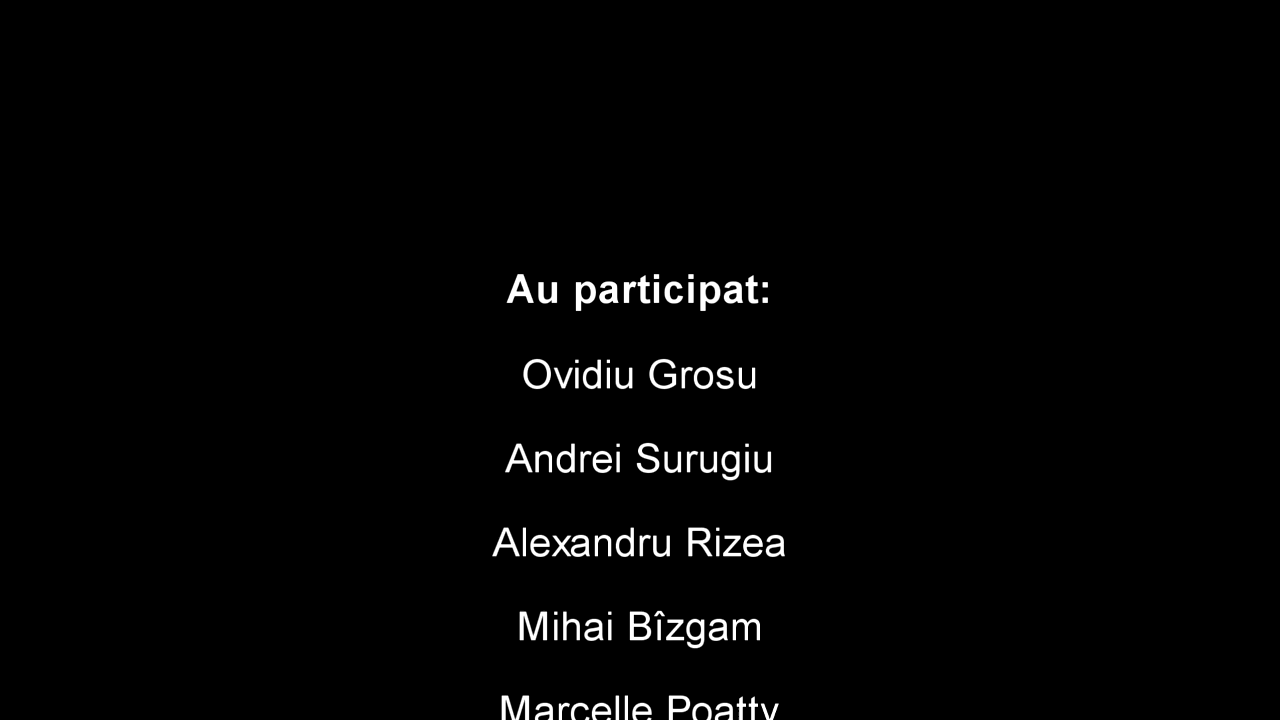 Au participat:
Ovidiu Grosu
Andrei Surugiu
Alexandru Rizea
Mihai Bîzgam
Marcelle Poatty